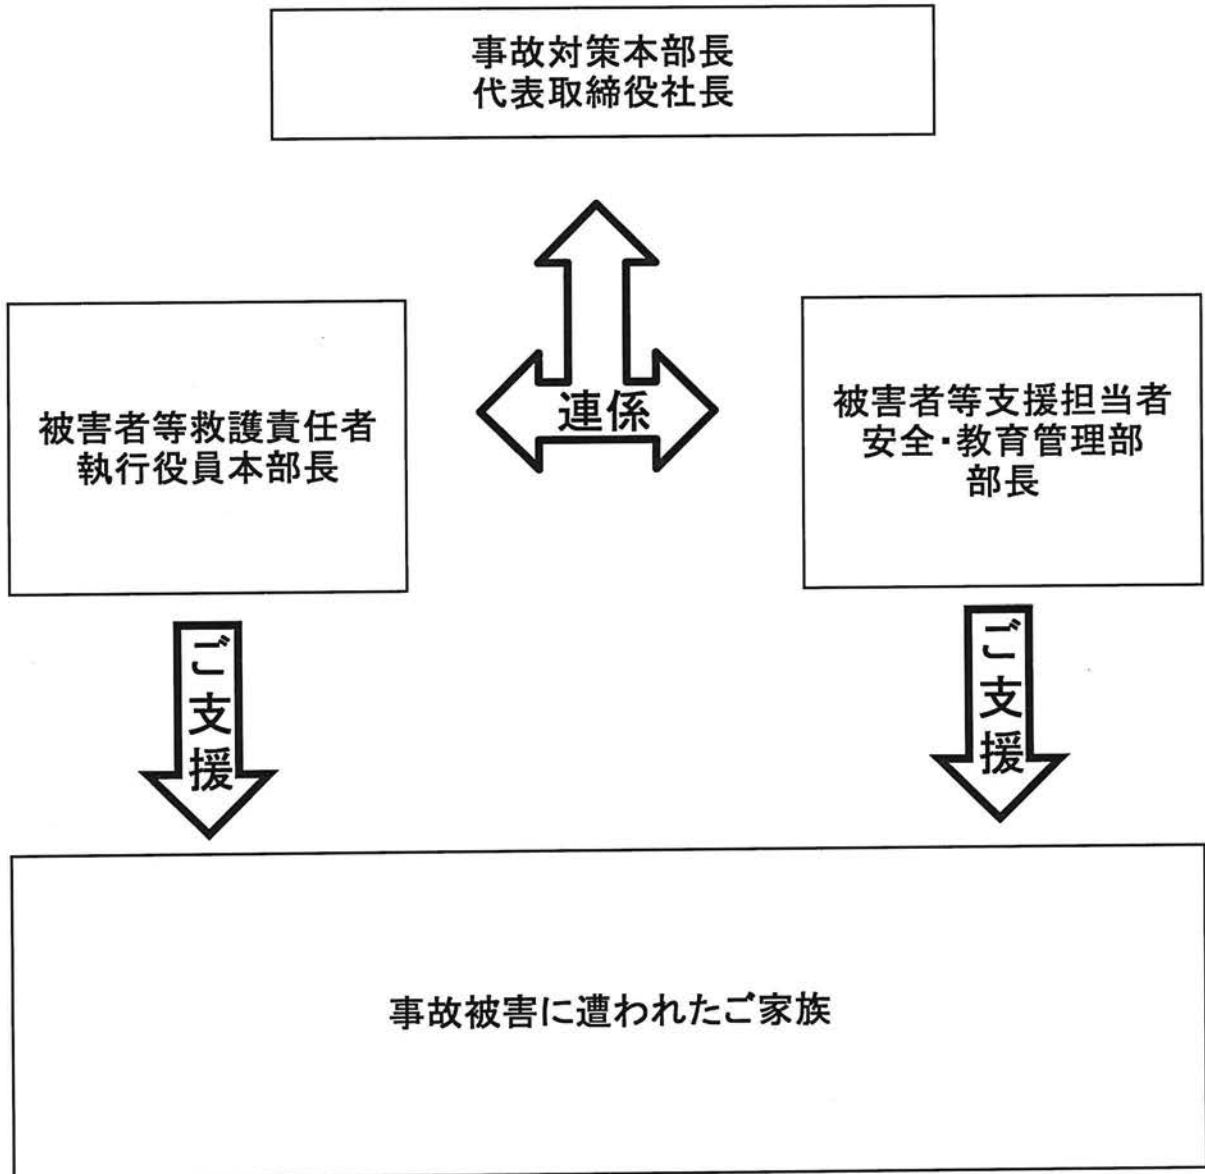 事故対策本部長
代表取締役社長
連係
被害者等救護責任者
執行役員本部長
被害者等支援担当者
安全・教育管理部
部長
ご支援
ご支援
事故被害に遭われたご家族